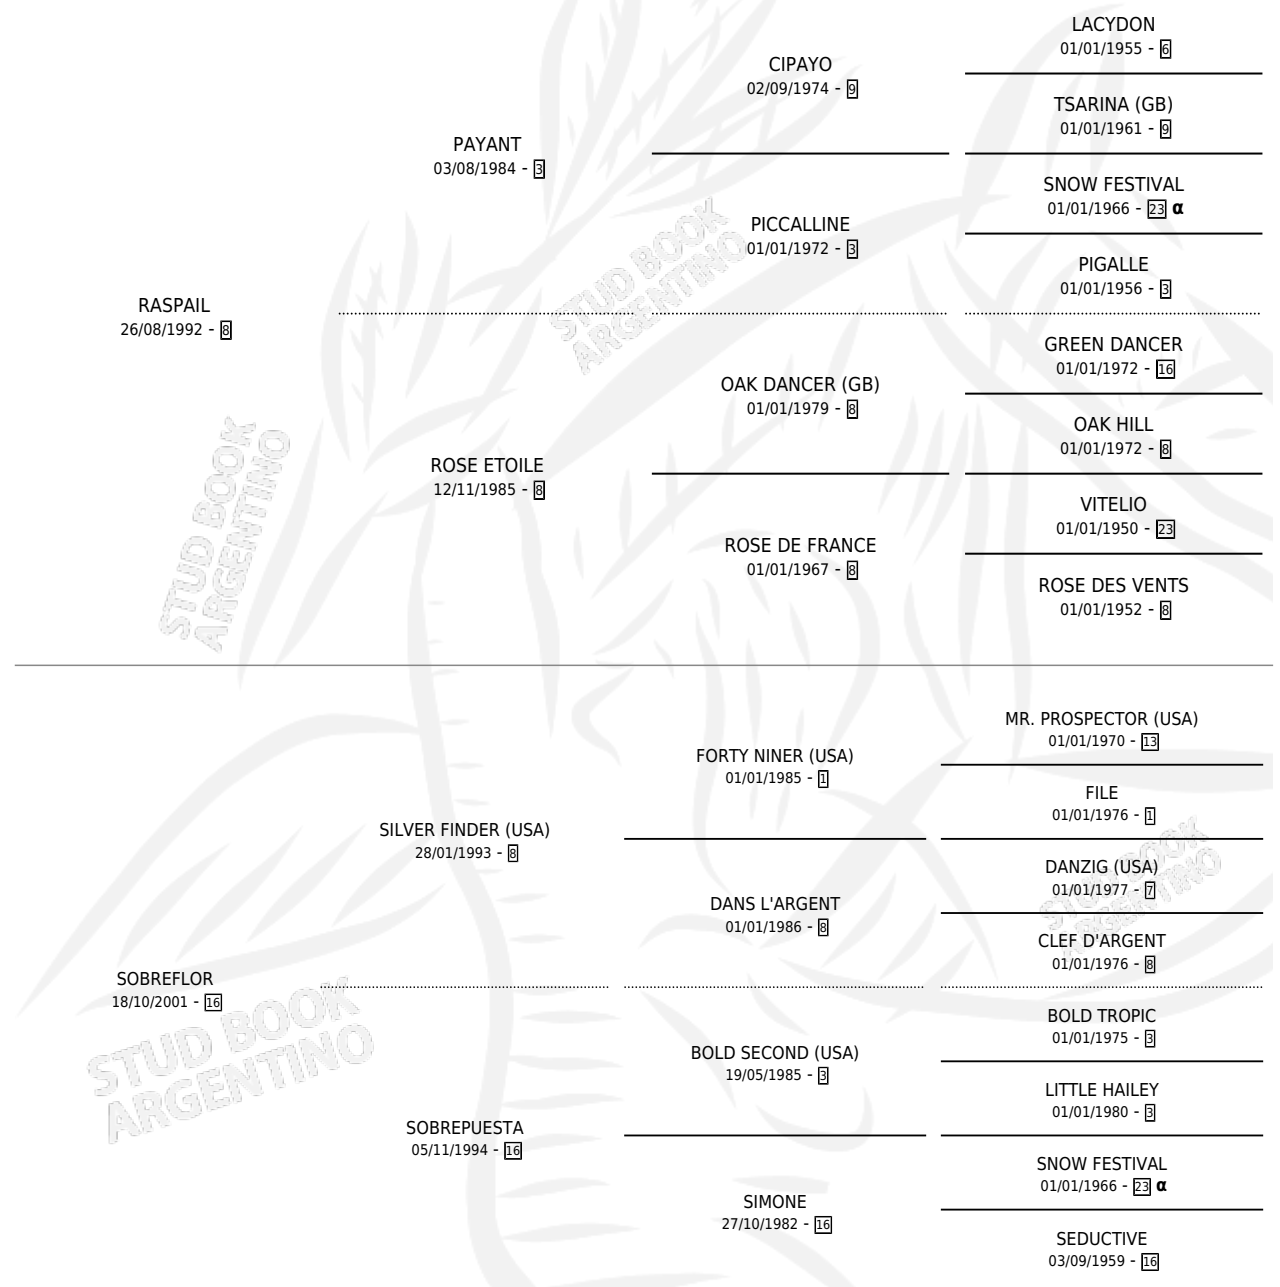 LACYDON
01/01/1955 - 6
CIPAYO
02/09/1974 - 9
TSARINA (GB)
01/01/1961 - 9
PAYANT
03/08/1984 - 3
SNOW FESTIVAL
01/01/1966 - 23 α
PICCALLINE
01/01/1972 - 3
PIGALLE
01/01/1956 - 3
RASPAIL
26/08/1992 - 8
GREEN DANCER
01/01/1972 - 16
OAK DANCER (GB)
01/01/1979 - 8
OAK HILL
01/01/1972 - 8
ROSE ETOILE
12/11/1985 - 8
VITELIO
01/01/1950 - 23
ROSE DE FRANCE
01/01/1967 - 8
ROSE DES VENTS
01/01/1952 - 8
MR. PROSPECTOR (USA)
01/01/1970 - 13
FORTY NINER (USA)
01/01/1985 - 1
FILE
01/01/1976 - 1
SILVER FINDER (USA)
28/01/1993 - 8
DANZIG (USA)
01/01/1977 - 7
DANS L'ARGENT
01/01/1986 - 8
CLEF D'ARGENT
01/01/1976 - 8
SOBREFLOR
18/10/2001 - 16
BOLD TROPIC
01/01/1975 - 3
BOLD SECOND (USA)
19/05/1985 - 3
LITTLE HAILEY
01/01/1980 - 3
SOBREPUESTA
05/11/1994 - 16
SNOW FESTIVAL
01/01/1966 - 23 α
SIMONE
27/10/1982 - 16
SEDUCTIVE
03/09/1959 - 16
STUD BOOK
ARGENTINO
STUD BOOK
ARGENTINO
STUD BOOK
ARGENTINO
STUD BOOK
ARGENTINO